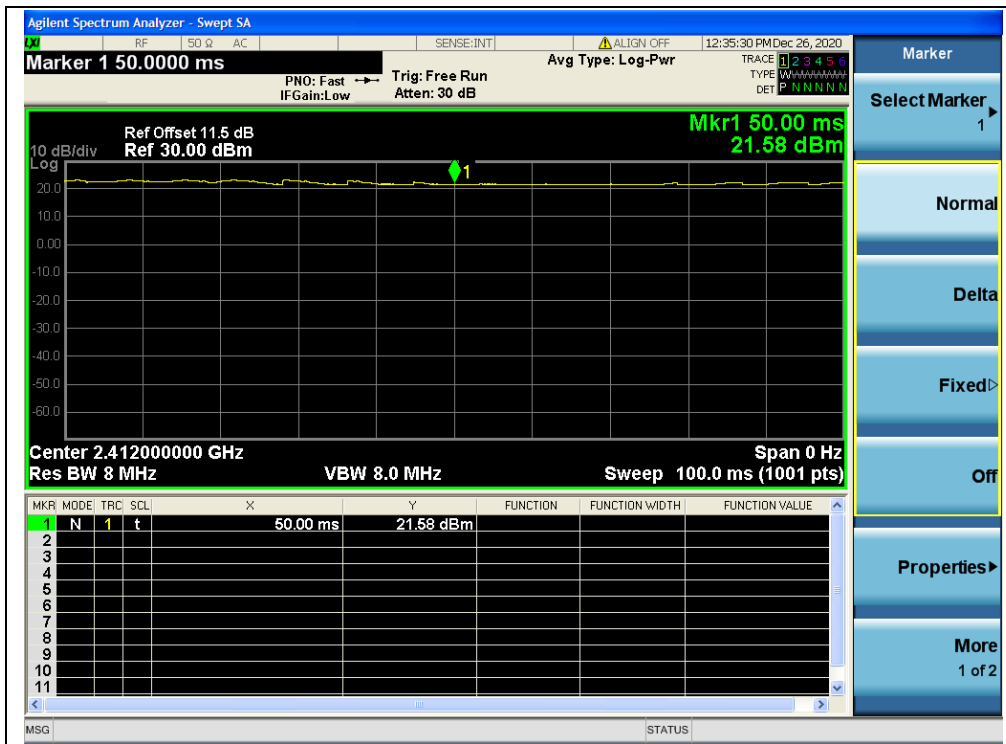 Agilent Spectrum Analyzer - Swept SA
LXI RF 50 Ω AC SENSE:INT ALIGN OFF 12:35:30 PM Dec 26, 2020
Marker 1 50.0000 ms
PNO: Fast
IFGain:Low
Trig: Free Run
Atten: 30 dB
Avg Type: Log-Pwr
TRACE 1 2 3 4 5 6
TYPE
DET P N N N N N
Ref Offset 11.5 dB
10 dB/div Ref 30.00 dBm
Log
Mkr1 50.00 ms
21.58 dBm
1
20.0
10.0
0.00
-10.0
-20.0
-30.0
-40.0
-50.0
-60.0
Center 2.412000000 GHz Span 0 Hz
Res BW 8 MHz VBW 8.0 MHz Sweep 100.0 ms (1001 pts)
MKR MODE TRC SCL X Y FUNCTION FUNCTION WIDTH FUNCTION VALUE
1 N 1 t 50.00 ms 21.58 dBm
2
3
4
5
6
7
8
9
10
11
MSG STATUS
Marker
Select Marker
1
Normal
Delta
Fixed
Off
Properties
More
1 of 2